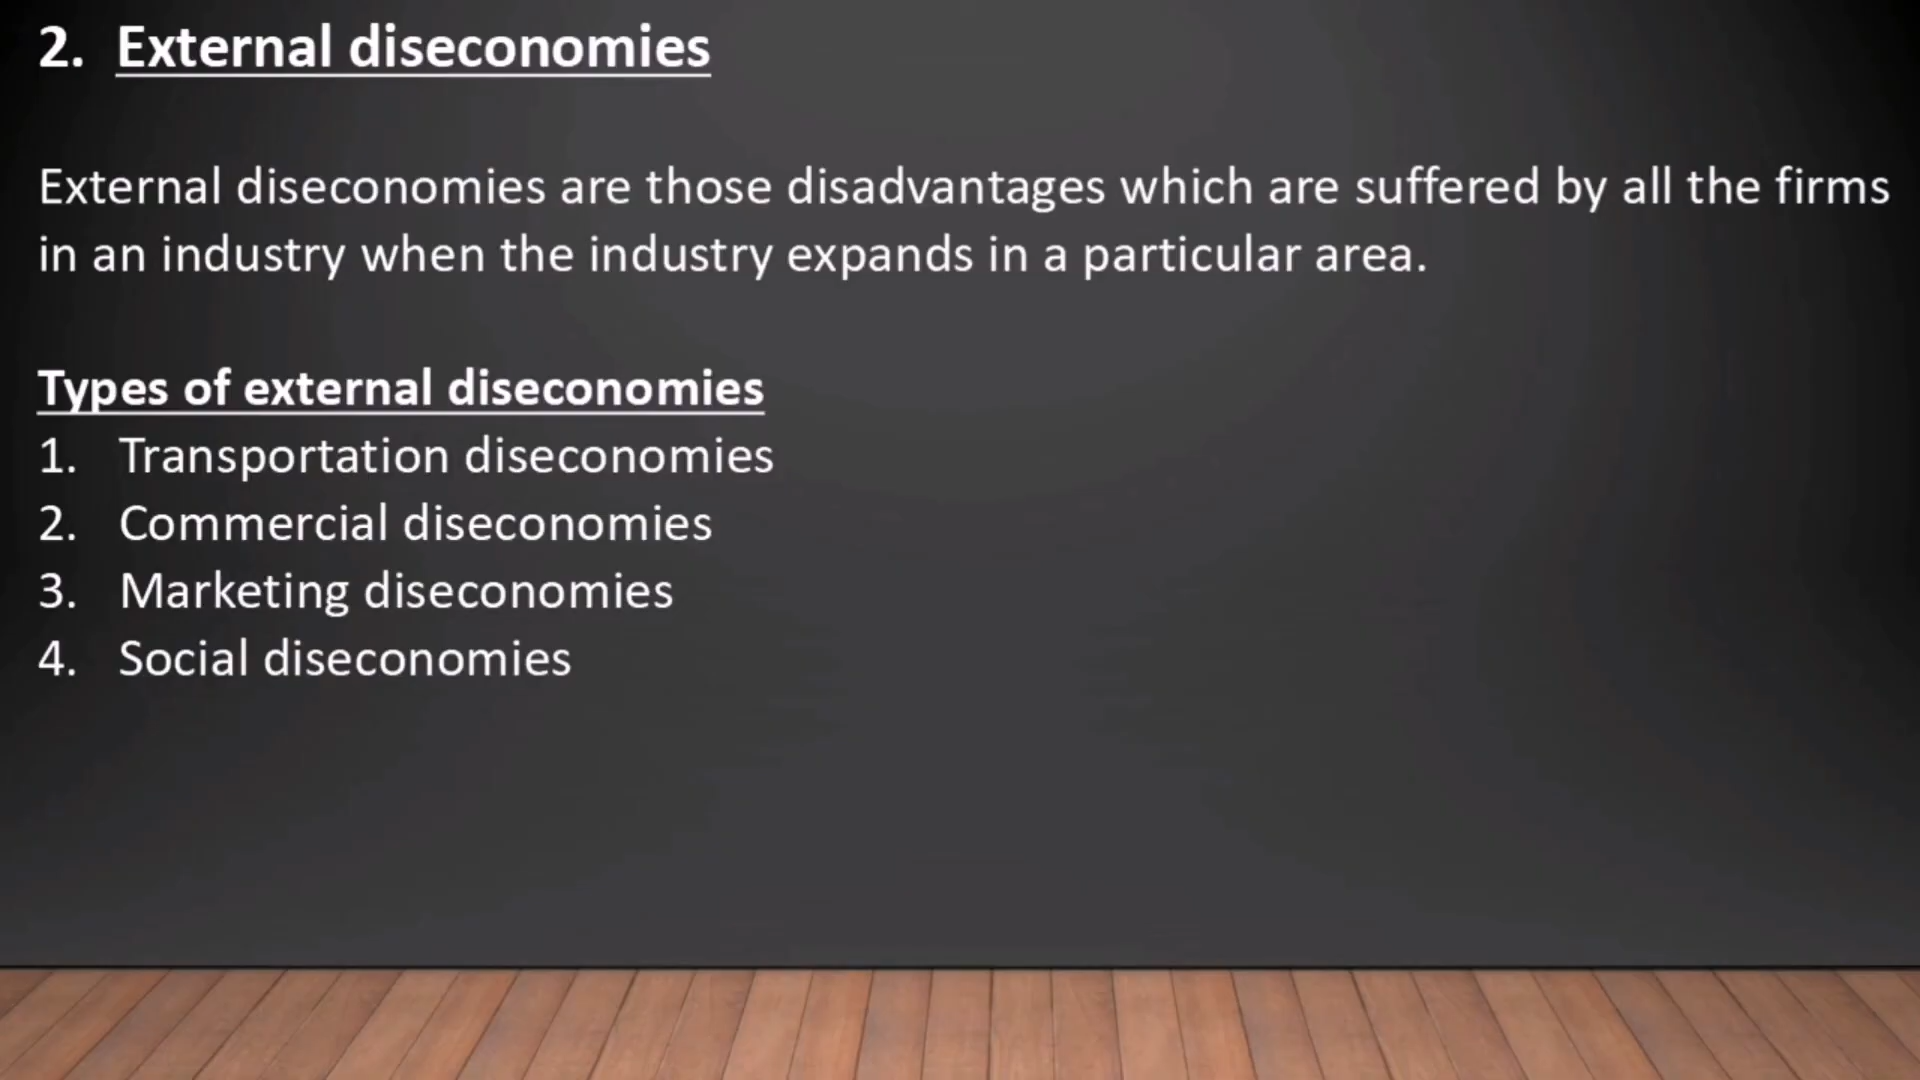 2. External diseconomies
External diseconomies are those disadvantages which are suffered by all the firms
in an industry when the industry expands in a particular area.
Types of external diseconomies
1. Transportation diseconomies
2. Commercial diseconomies
3. Marketing diseconomies
4. Social diseconomies